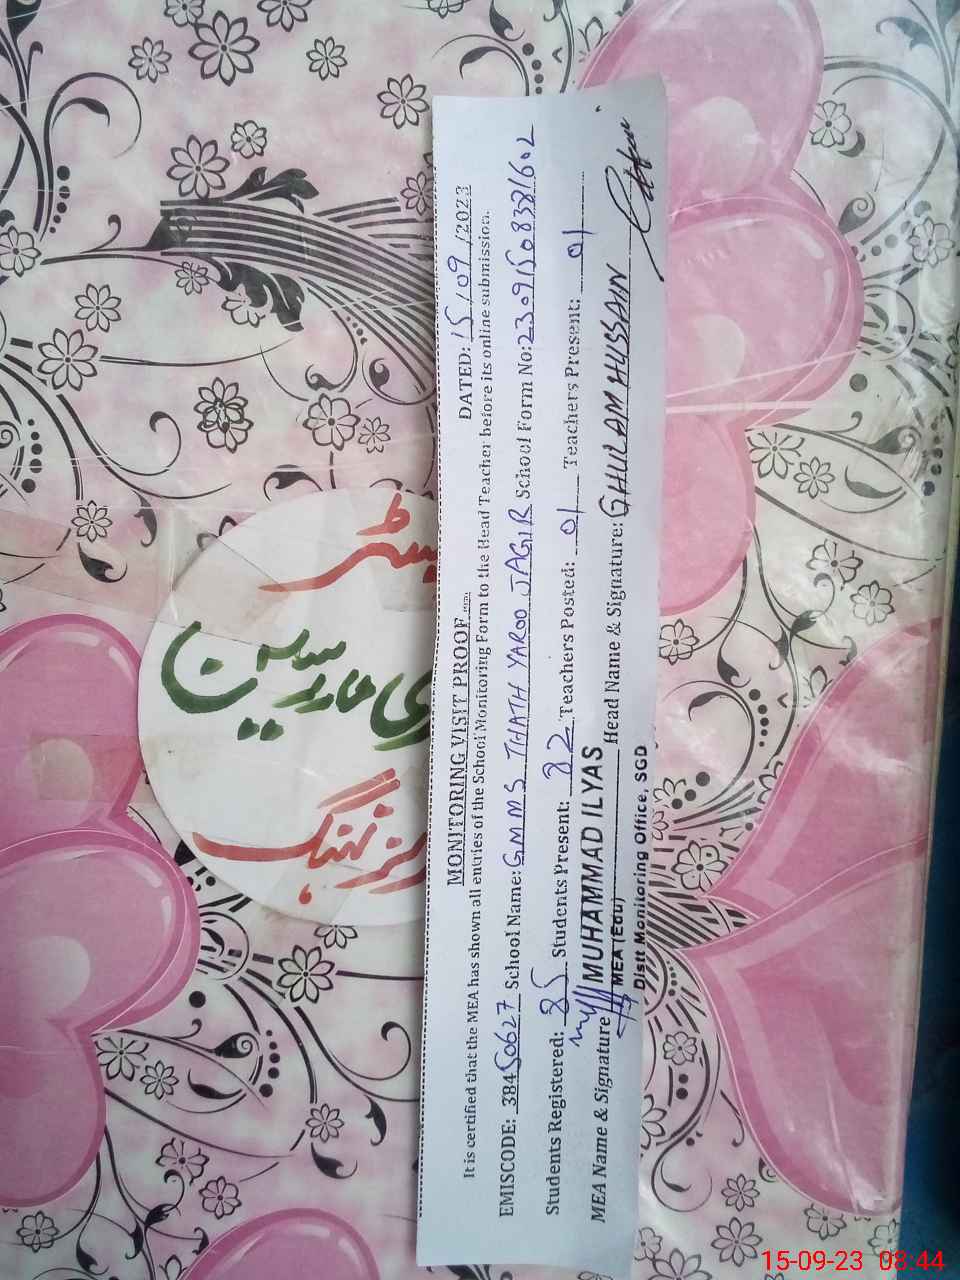 MONITORING VISIT PROOF
DATED: 15/09/2023
It is certified that the MEA has shown all entries of the School Monitoring Form to the Head Teacher before its online submission.
EMISCODE: 38450627 School Name: GMMS THATH YAROO JAGIR School Form No: 230915083821602
Students Registered: 85 Students Present: 82 Teachers Posted: 01 Teachers Present: 01
MEA Name & Signature MUHAMMAD ILYAS Head Name & Signature: GHULAM HUSSAIN
MEA (Edu)
Distt Monitoring Office, SGD
15-09-23 08:44